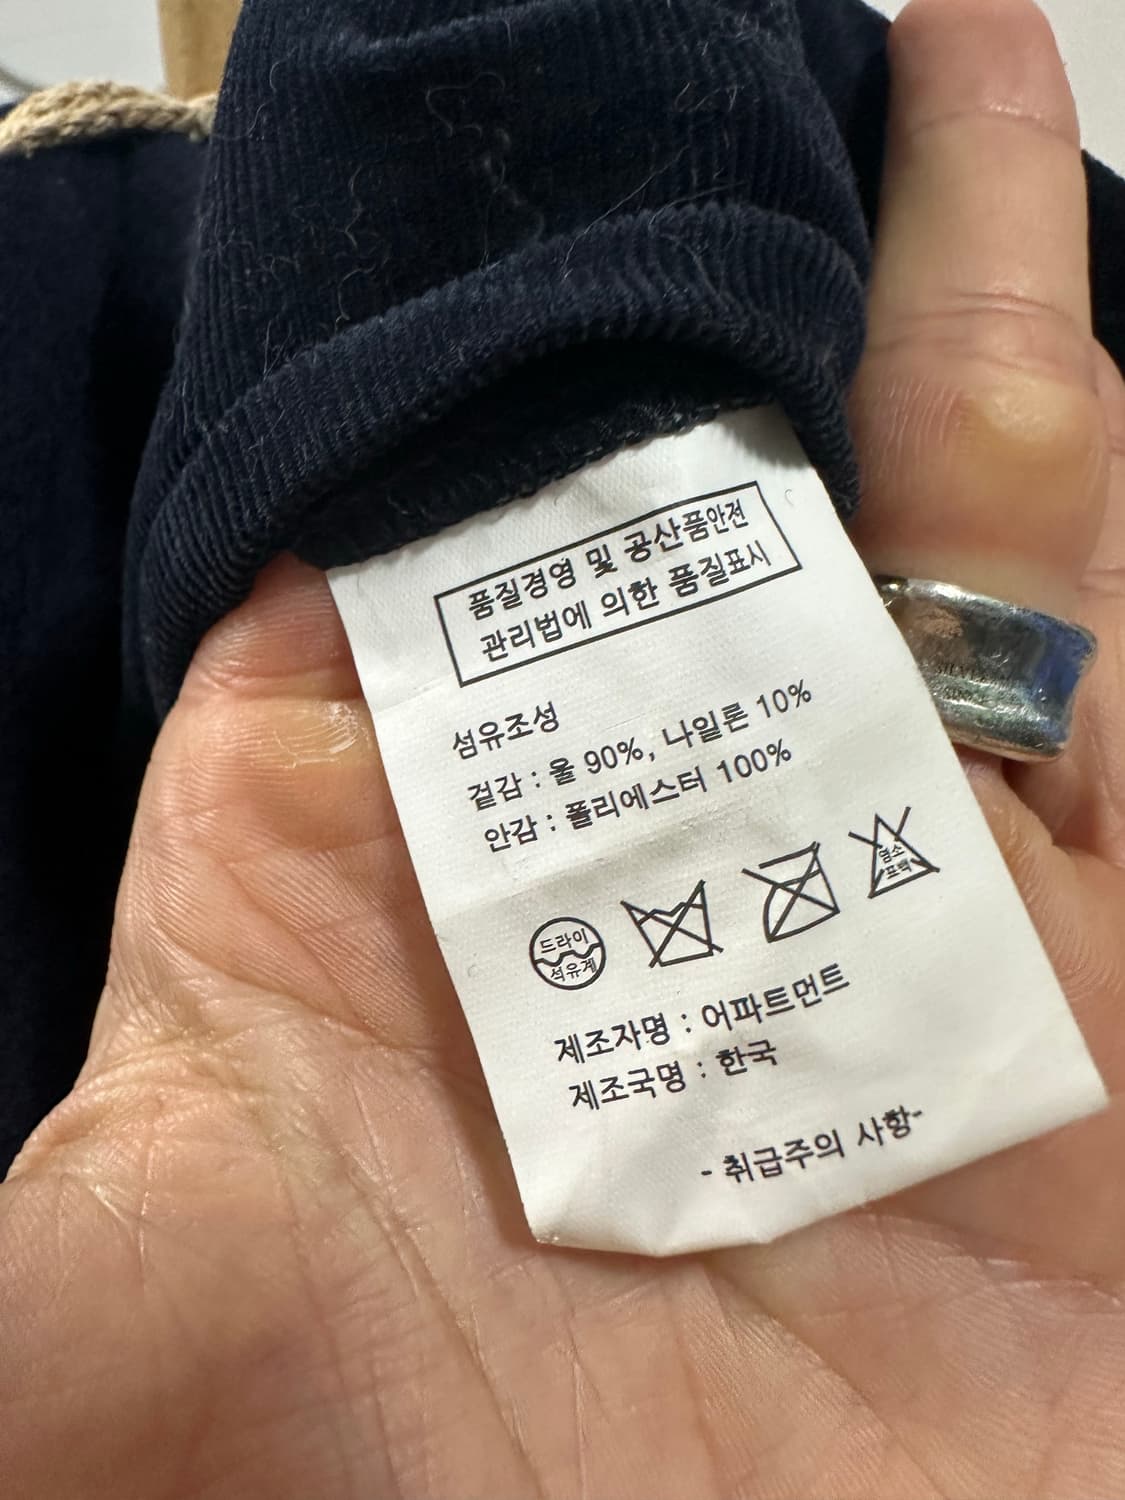 품질경영 및 공산품안전
관리법에 의한 품질표시
섬유조성
겉감 : 울 90%, 나일론 10%
안감 : 폴리에스터 100%
드라이
석유계
염소
표백
제조자명 : 어파트먼트
제조국명 : 한국
- 취급주의 사항-
SILVER
SINCE